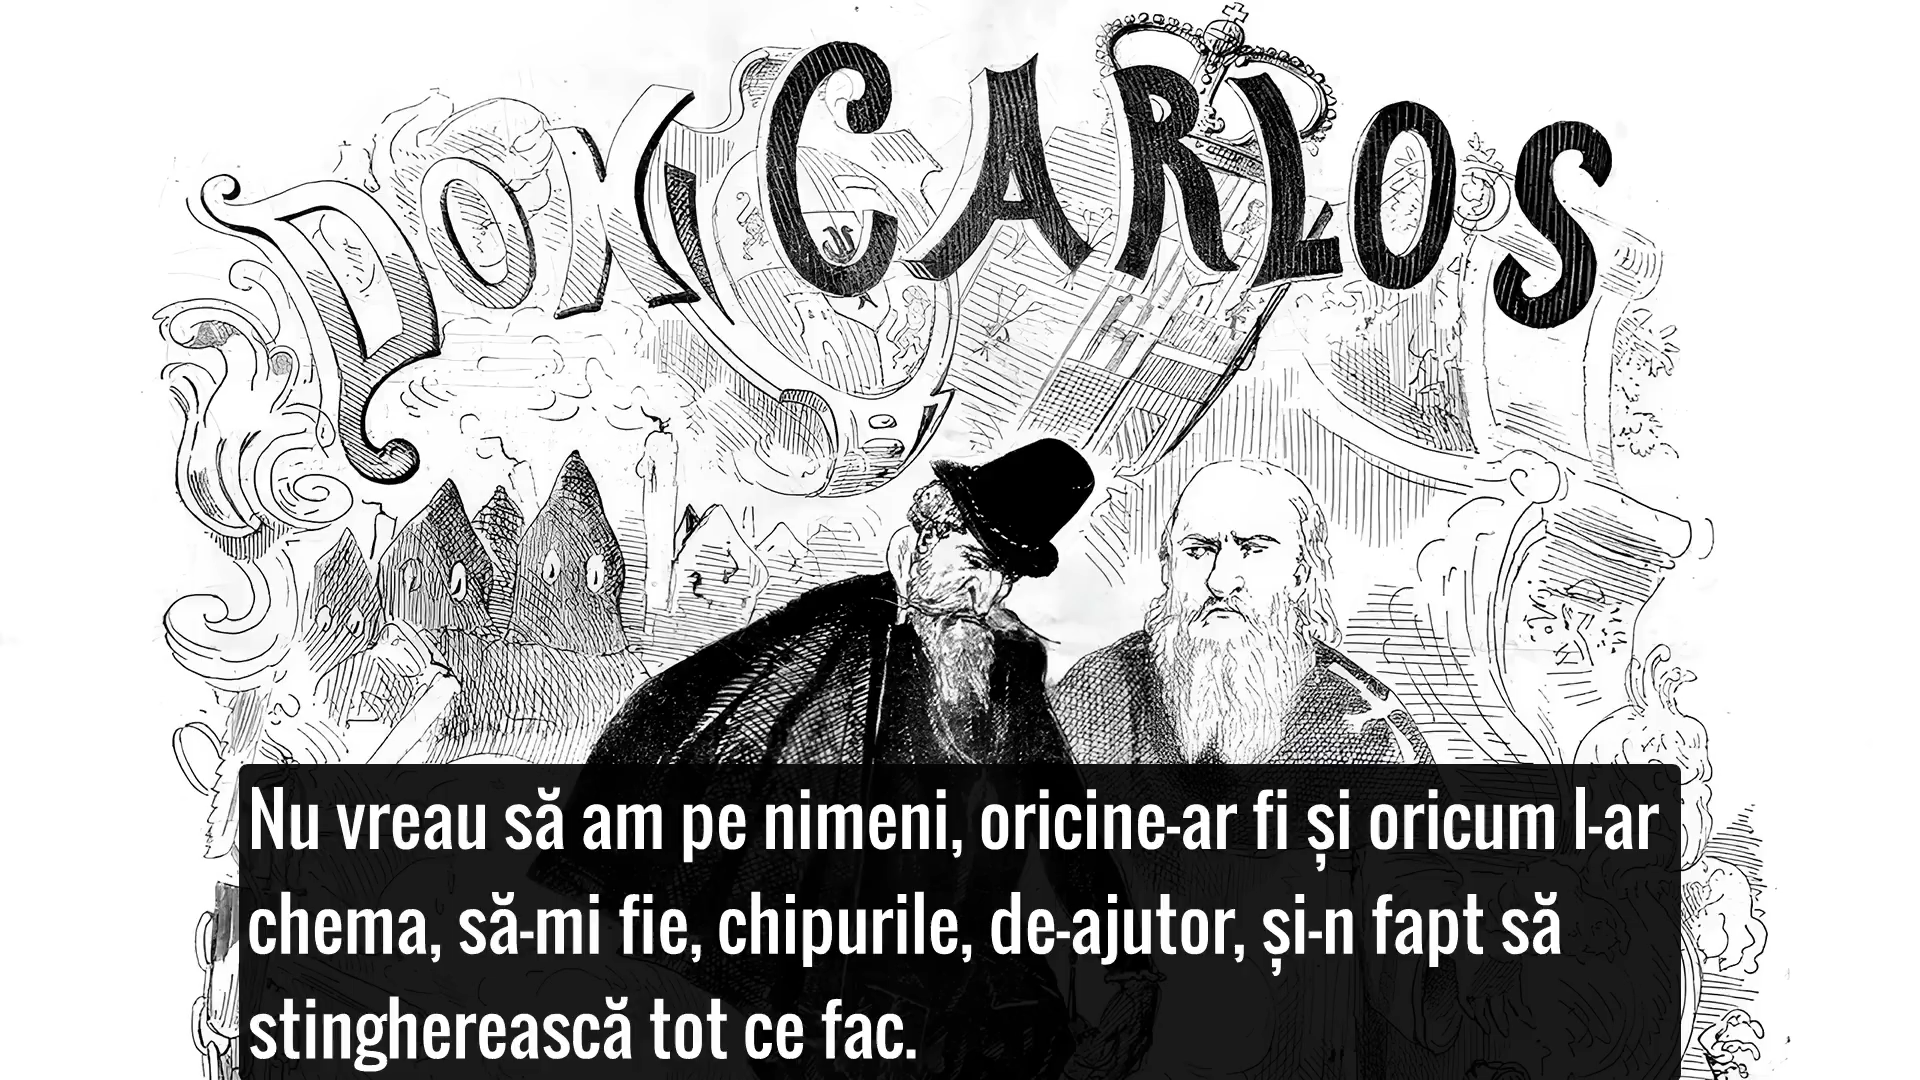 DON CARLOS
Nu vreau să am pe nimeni, oricine-ar fi și oricum l-ar
chema, să-mi fie, chipurile, de-ajutor, și-n fapt să
stingherească tot ce fac.